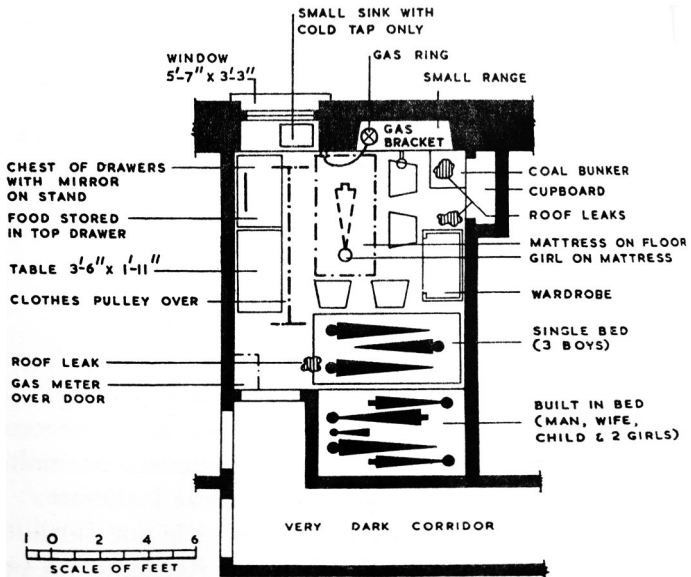 SMALL SINK WITH
COLD TAP ONLY
WINDOW
5'-7" X 3'-3"
GAS RING
SMALL RANGE
GAS
BRACKET
CHEST OF DRAWERS
WITH MIRROR
ON STAND
FOOD STORED
IN TOP DRAWER
TABLE 3'-6" X 1'-11"
CLOTHES PULLEY OVER
ROOF LEAK
GAS METER
OVER DOOR
COAL BUNKER
CUPBOARD
ROOF LEAKS
MATTRESS ON FLOOR
GIRL ON MATTRESS
WARDROBE
SINGLE BED
(3 BOYS)
BUILT IN BED
(MAN, WIFE,
CHILD & 2 GIRLS)
VERY DARK CORRIDOR
1 0 2 4 6
SCALE OF FEET